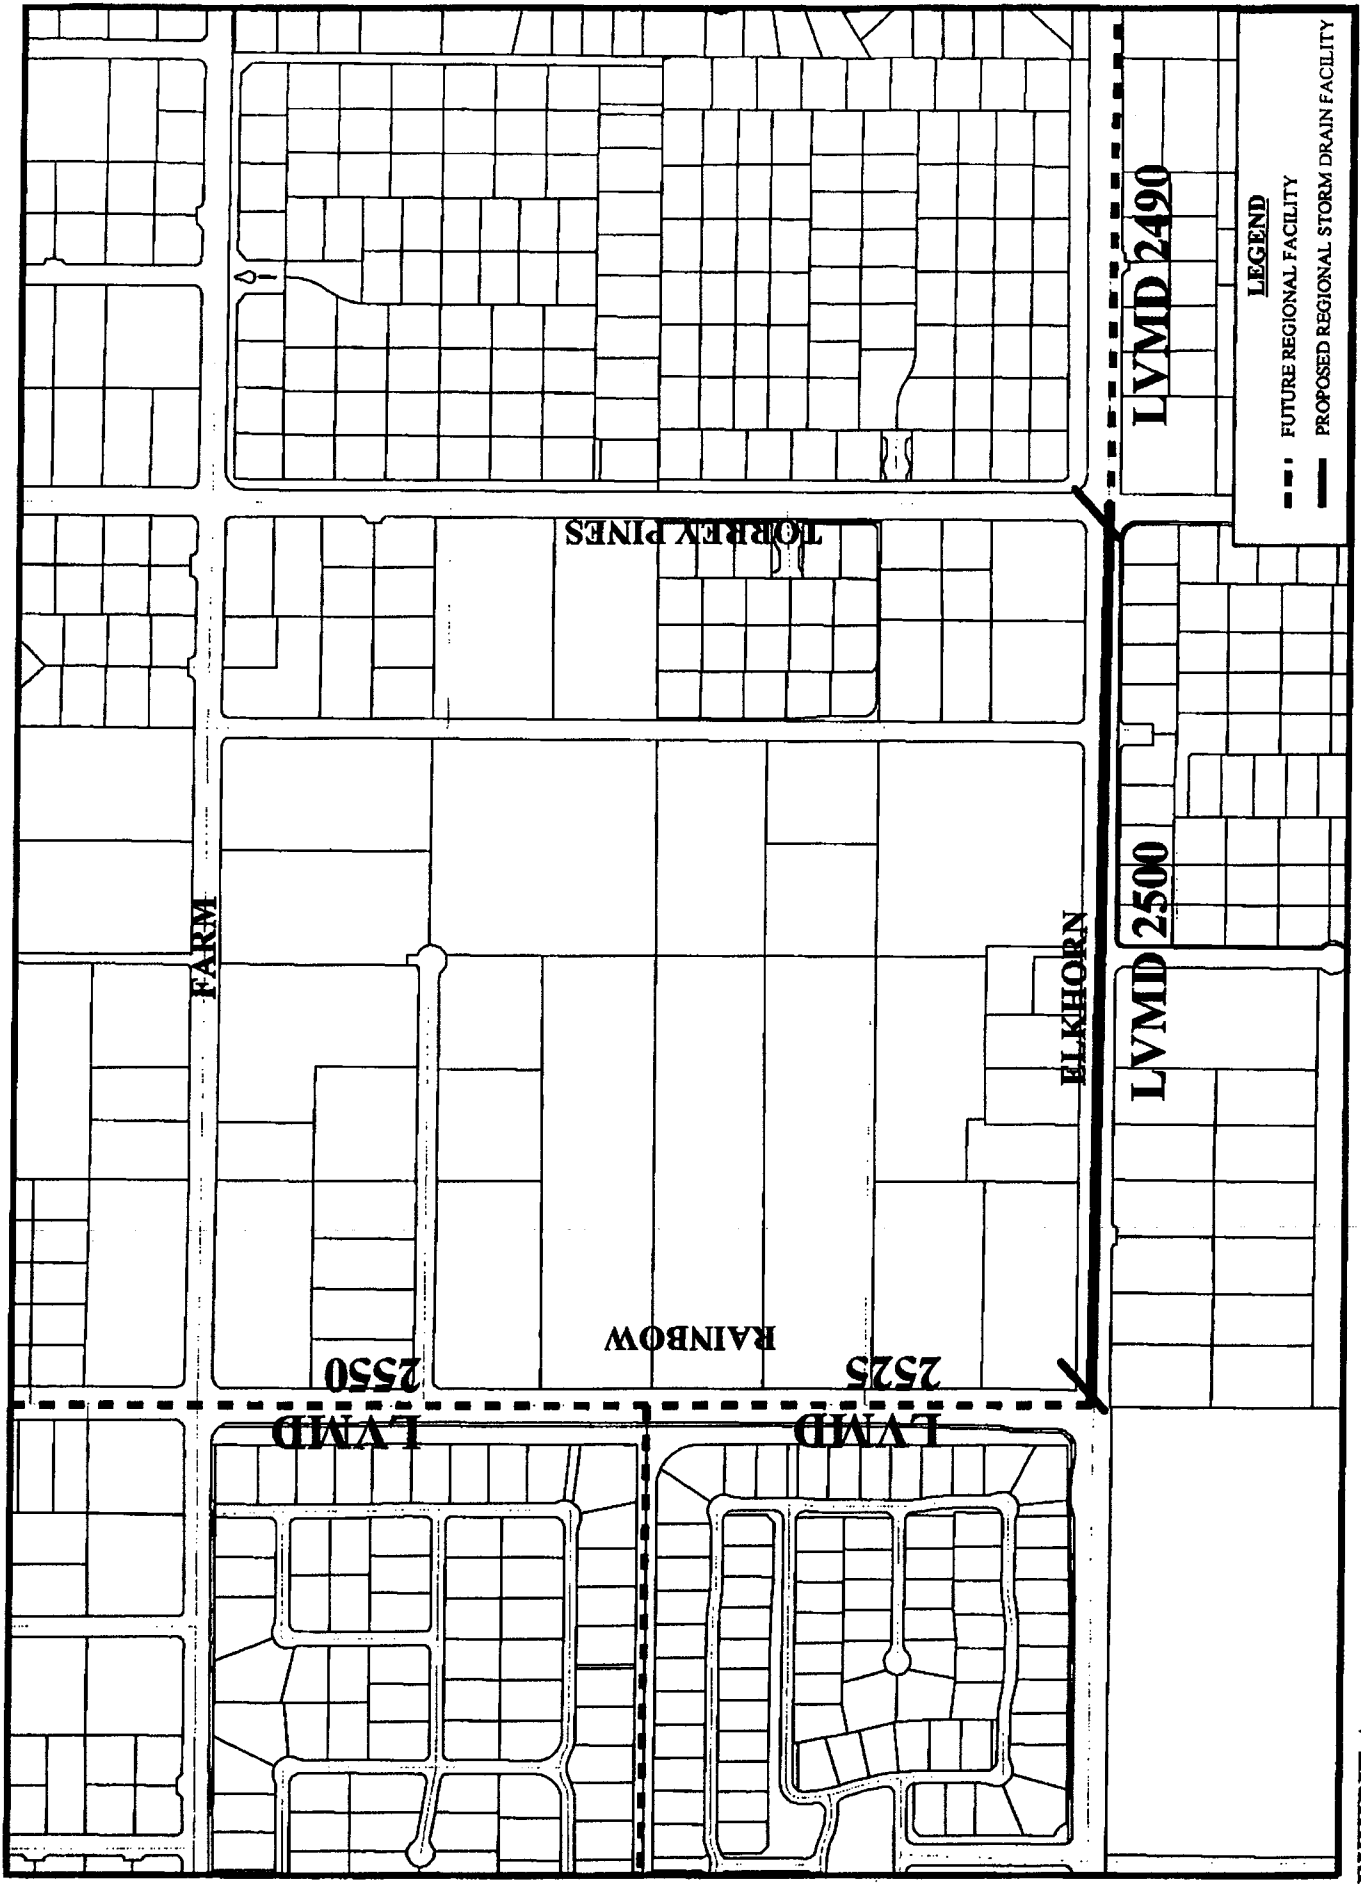 FARM
TORREY PINES
ELKHORN
RAINBOW
LVMD 2550
LVMD 2525
LVMD 2500
LVMD 2490
LEGEND
FUTURE REGIONAL FACILITY
PROPOSED REGIONAL STORM DRAIN FACILITY